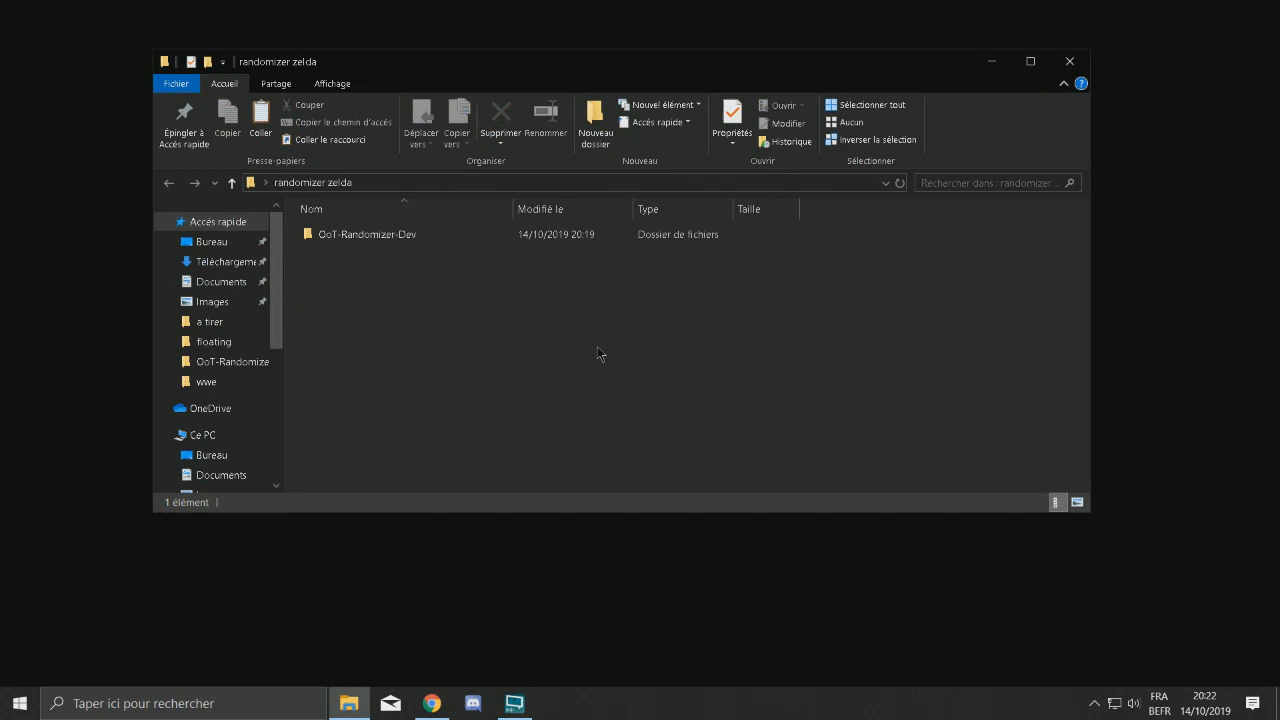 randomizer zelda
Fichier Accueil Partage Affichage
Épingler à Accès rapide
Copier
Coller
Couper
Copier le chemin d'accès
Coller le raccourci
Presse-papiers
Déplacer vers
Copier vers
Supprimer
Renommer
Organiser
Nouveau dossier
Nouvel élément
Accès rapide
Nouveau
Propriétés
Ouvrir
Modifier
Historique
Ouvrir
Sélectionner tout
Aucun
Inverser la sélection
Sélectionner
randomizer zelda
Rechercher dans : randomizer ...
Nom Modifié le Type Taille
OoT-Randomizer-Dev 14/10/2019 20:19 Dossier de fichiers
Accès rapide
Bureau
Téléchargeme
Documents
Images
a tirer
floating
OoT-Randomize
wwe
OneDrive
Ce PC
Bureau
Documents
1 élément
Taper ici pour rechercher
FRA
BEFR
20:22
14/10/2019